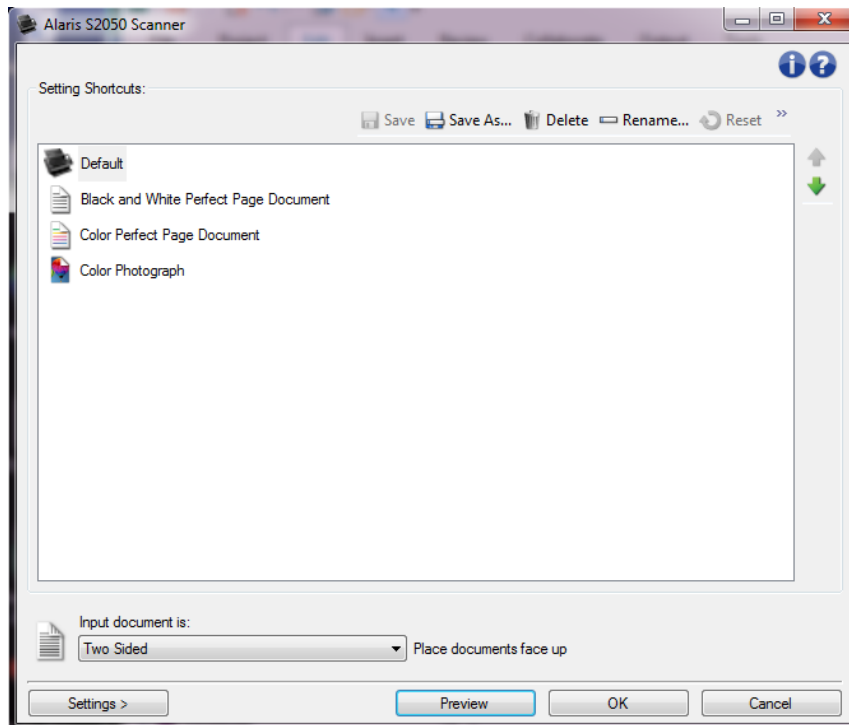 Alaris S2050 Scanner
Setting Shortcuts:
Save Save As... Delete Rename... Reset »
Default
Black and White Perfect Page Document
Color Perfect Page Document
Color Photograph
Input document is:
Two Sided Place documents face up
Settings > Preview OK Cancel